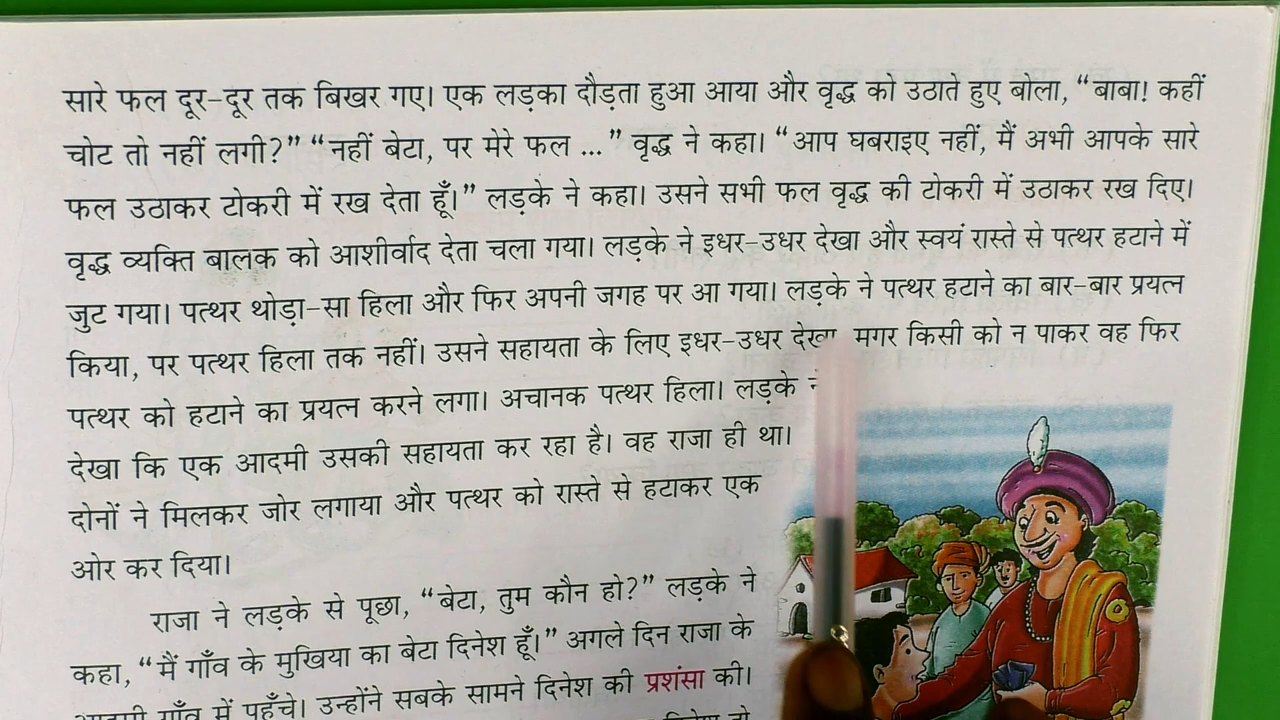 सारे फल दूर-दूर तक बिखर गए। एक लड़का दौड़ता हुआ आया और वृद्ध को उठाते हुए बोला, “बाबा! कहीं
चोट तो नहीं लगी?” “नहीं बेटा, पर मेरे फल ...” वृद्ध ने कहा। “आप घबराइए नहीं, मैं अभी आपके सारे
फल उठाकर टोकरी में रख देता हूँ।” लड़के ने कहा। उसने सभी फल वृद्ध की टोकरी में उठाकर रख दिए।
वृद्ध व्यक्ति बालक को आशीर्वाद देता चला गया। लड़के ने इधर-उधर देखा और स्वयं रास्ते से पत्थर हटाने में
जुट गया। पत्थर थोड़ा-सा हिला और फिर अपनी जगह पर आ गया। लड़के ने पत्थर हटाने का बार-बार प्रयत्न
किया, पर पत्थर हिला तक नहीं। उसने सहायता के लिए इधर-उधर देखा मगर किसी को न पाकर वह फिर
पत्थर को हटाने का प्रयत्न करने लगा। अचानक पत्थर हिला। लड़के ने
देखा कि एक आदमी उसकी सहायता कर रहा है। वह राजा ही था।
दोनों ने मिलकर जोर लगाया और पत्थर को रास्ते से हटाकर एक
ओर कर दिया।
राजा ने लड़के से पूछा, “बेटा, तुम कौन हो?” लड़के ने
कहा, “मैं गाँव के मुखिया का बेटा दिनेश हूँ।” अगले दिन राजा के
आदमी गाँव में पहुँचे। उन्होंने सबके सामने दिनेश की प्रशंसा की।